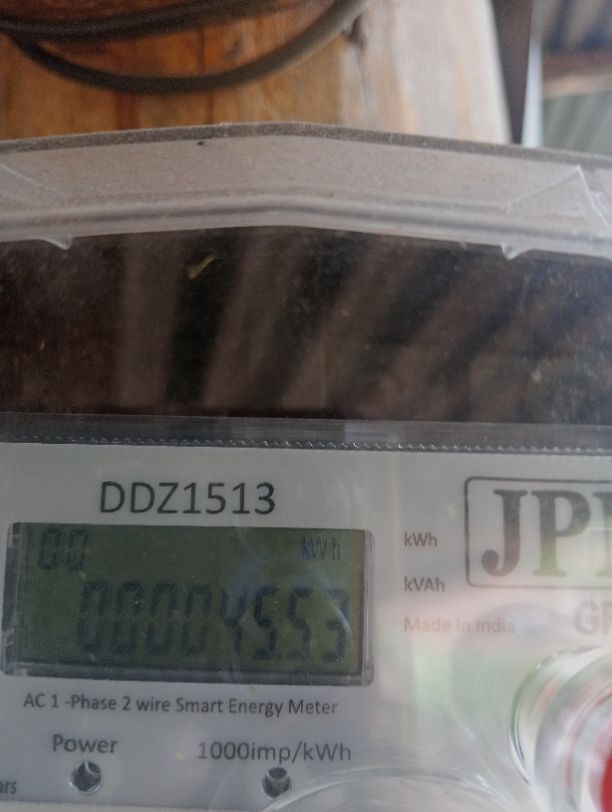 DDZ1513
00 kWh
00004553
kWh
kVAh
Made In India
AC 1 -Phase 2 wire Smart Energy Meter
Power 1000imp/kWh